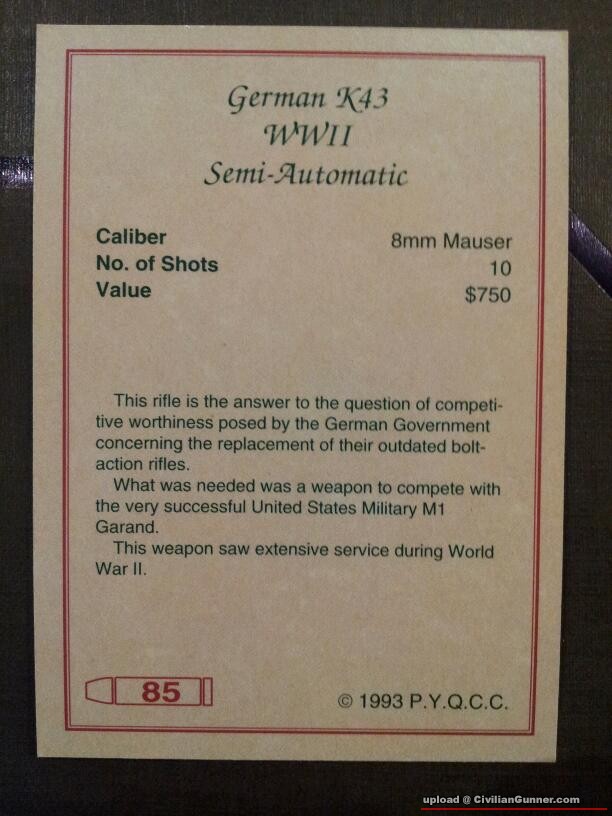 German K43
WWII
Semi-Automatic
Caliber 8mm Mauser
No. of Shots 10
Value $750
This rifle is the answer to the question of competi-
tive worthiness posed by the German Government
concerning the replacement of their outdated bolt-
action rifles.
What was needed was a weapon to compete with
the very successful United States Military M1
Garand.
This weapon saw extensive service during World
War II.
85
© 1993 P.Y.Q.C.C.
upload @ CivilianGunner.com